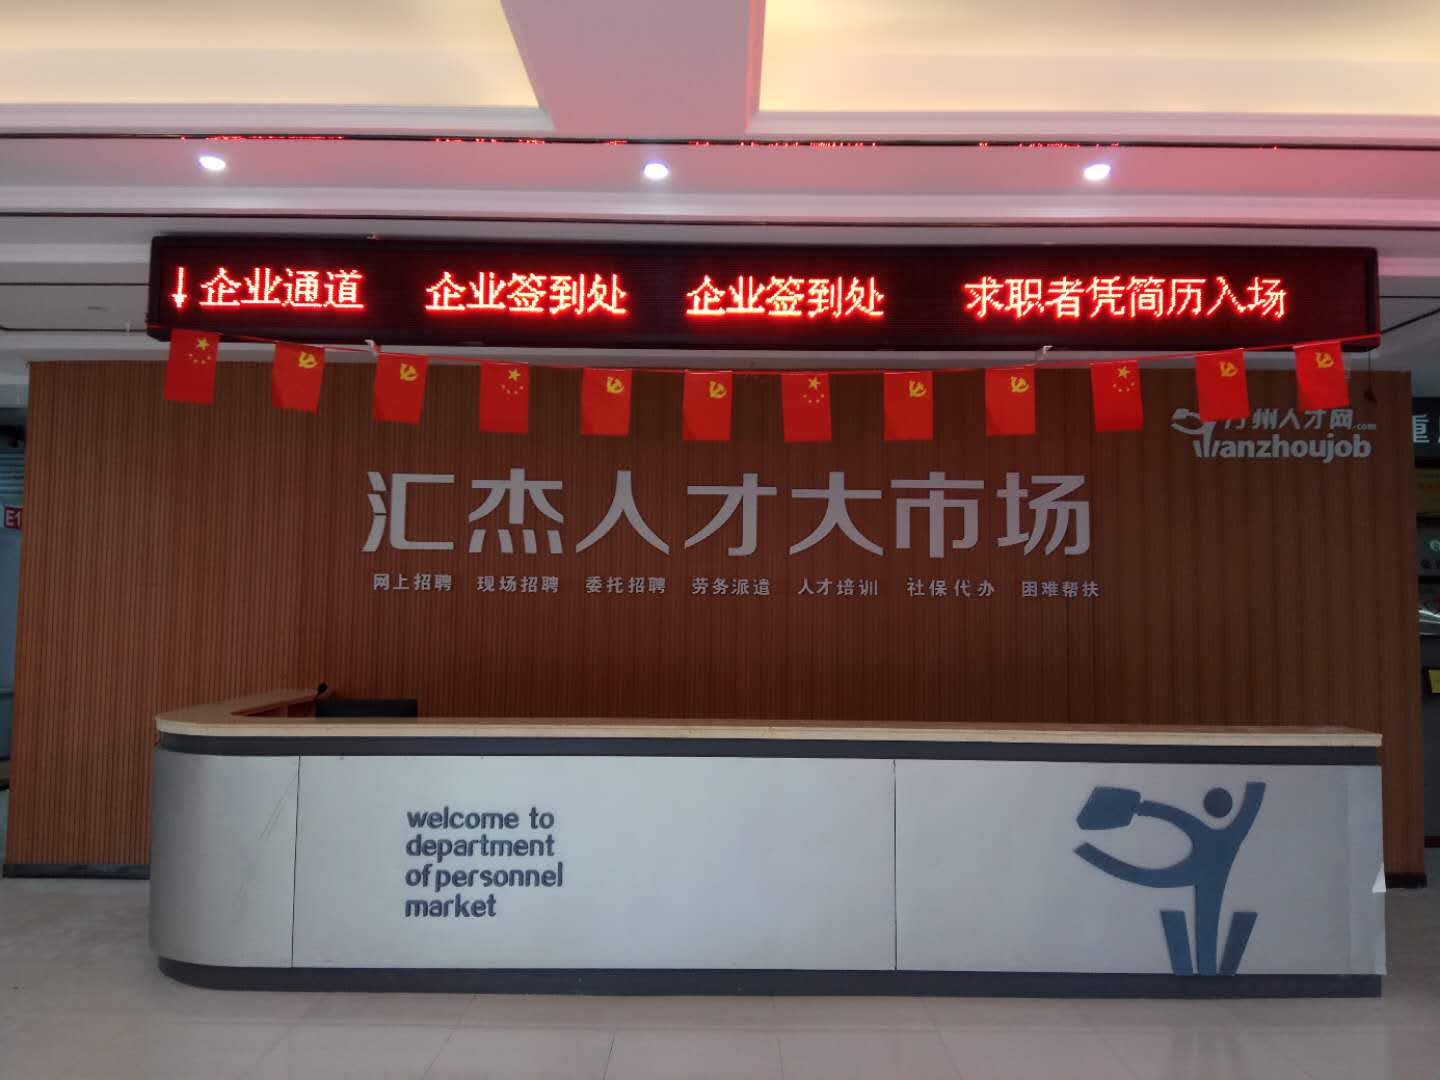 ↓企业通道 企业签到处 企业签到处 求职者凭简历入场
万州人才网.com
Wanzhoujob
汇杰人才大市场
网上招聘 现场招聘 委托招聘 劳务派遣 人才培训 社保代办 困难帮扶
重
E1
welcome to
department
of personnel
market